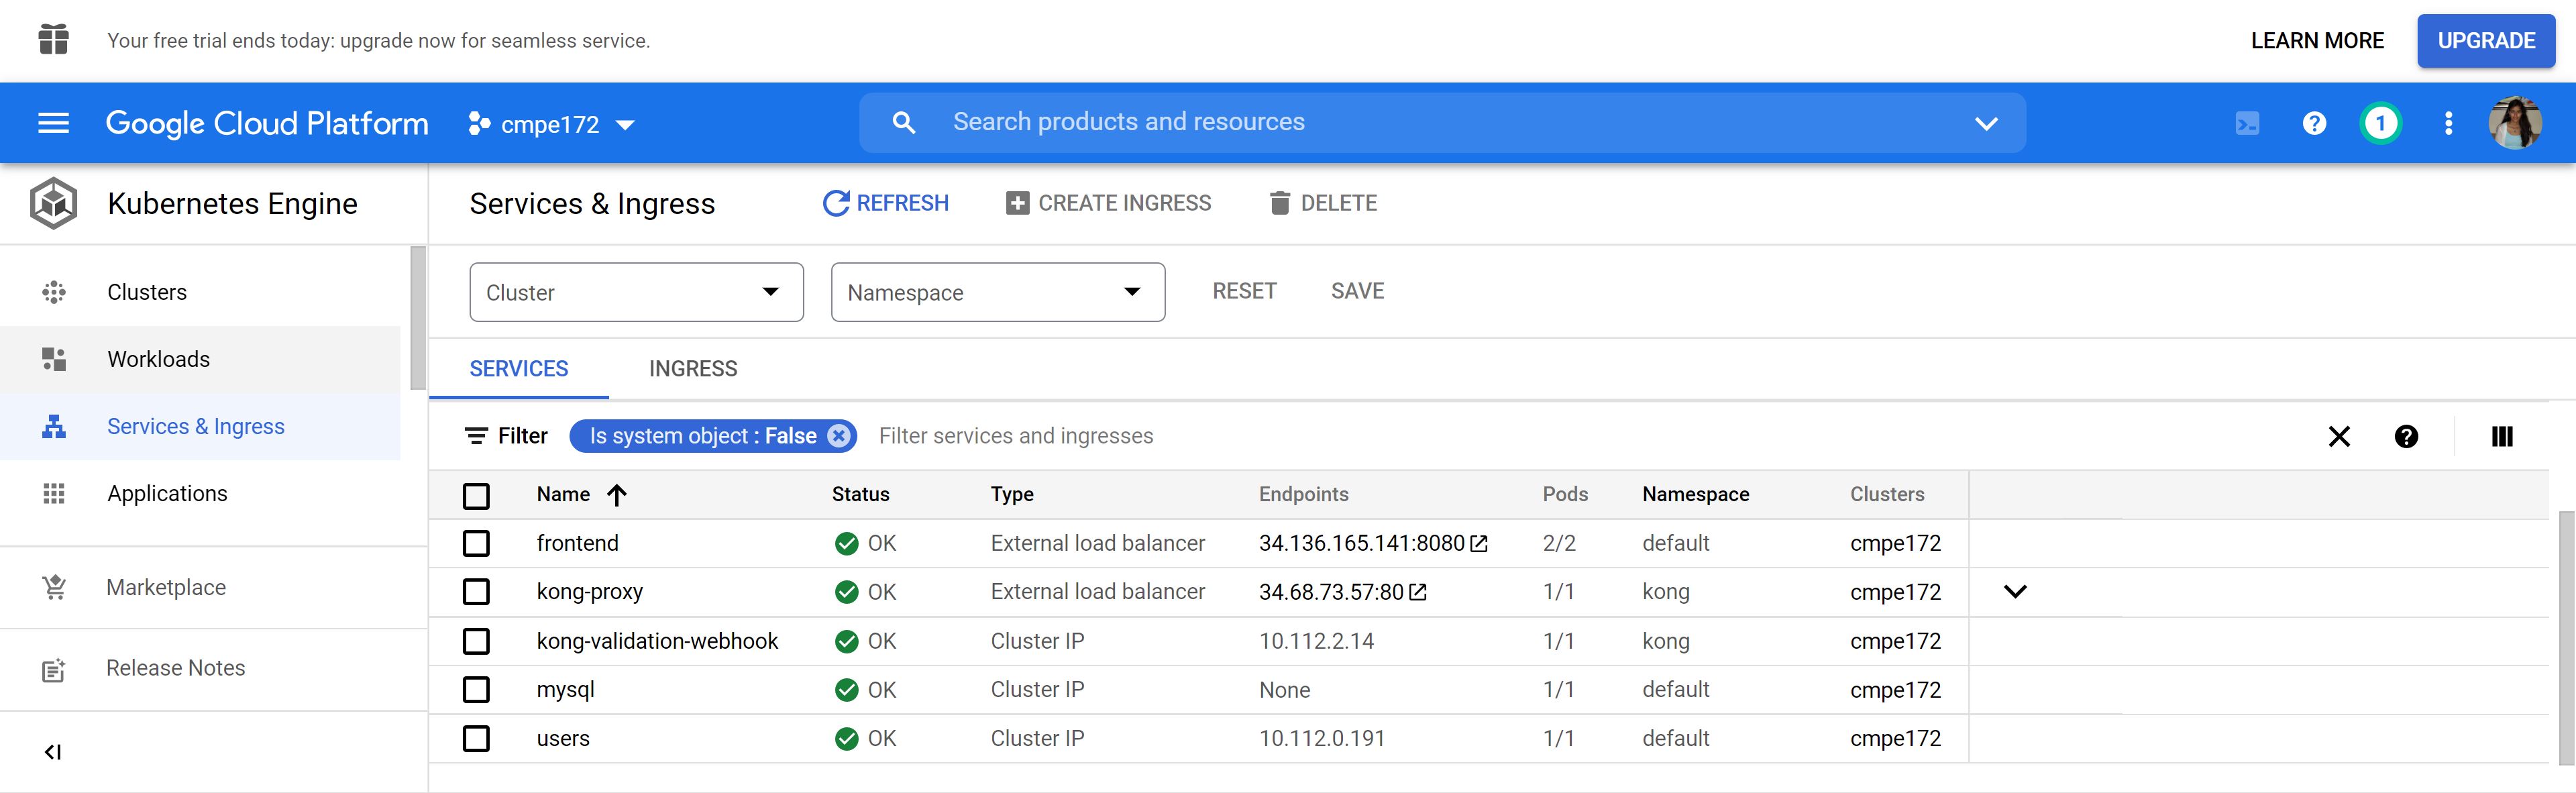 Your free trial ends today: upgrade now for seamless service.
LEARN MORE
UPGRADE
Google Cloud Platform
cmpe172
Search products and resources
1
Kubernetes Engine
Services & Ingress
REFRESH
CREATE INGRESS
DELETE
Clusters
Workloads
Services & Ingress
Applications
Marketplace
Release Notes
Cluster
Namespace
RESET
SAVE
SERVICES
INGRESS
Filter
Is system object : False
Filter services and ingresses
Name Status Type Endpoints Pods Namespace Clusters
frontend OK External load balancer 34.136.165.141:8080 2/2 default cmpe172
kong-proxy OK External load balancer 34.68.73.57:80 1/1 kong cmpe172
kong-validation-webhook OK Cluster IP 10.112.2.14 1/1 kong cmpe172
mysql OK Cluster IP None 1/1 default cmpe172
users OK Cluster IP 10.112.0.191 1/1 default cmpe172